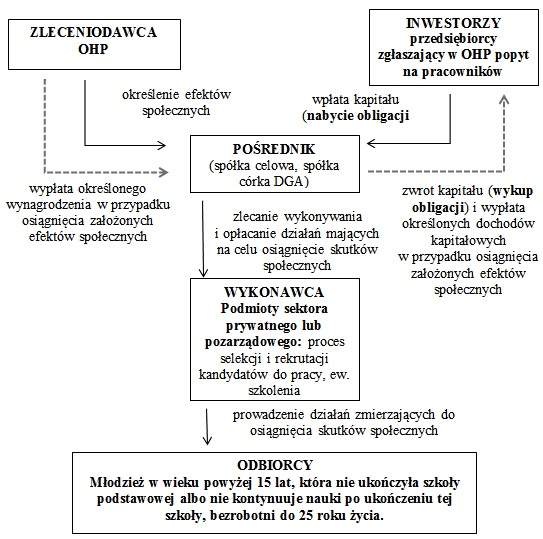 ZLECENIODAWCA
OHP
INWESTORZY
przedsiębiorcy
zgłaszający w OHP popyt
na pracowników
określenie efektów
społecznych
wpłata kapitału
(nabycie obligacji
POŚREDNIK
(spółka celowa, spółka
córka DGA)
wypłata określonego
wynagrodzenia w przypadku
osiągnięcia założonych
efektów społecznych
zwrot kapitału (wykup
obligacji) i wypłata
określonych dochodów
kapitałowych
w przypadku osiągnięcia
założonych efektów
społecznych
zlecanie wykonywania
i opłacanie działań mających
na celu osiągnięcie skutków
społecznych
WYKONAWCA
Podmioty sektora
prywatnego lub
pozarządowego: proces
selekcji i rekrutacji
kandydatów do pracy, ew.
szkolenia
prowadzenie działań zmierzających do
osiągnięcia skutków społecznych
ODBIORCY
Młodzież w wieku powyżej 15 lat, która nie ukończyła szkoły
podstawowej albo nie kontynuuje nauki po ukończeniu tej
szkoły, bezrobotni do 25 roku życia.